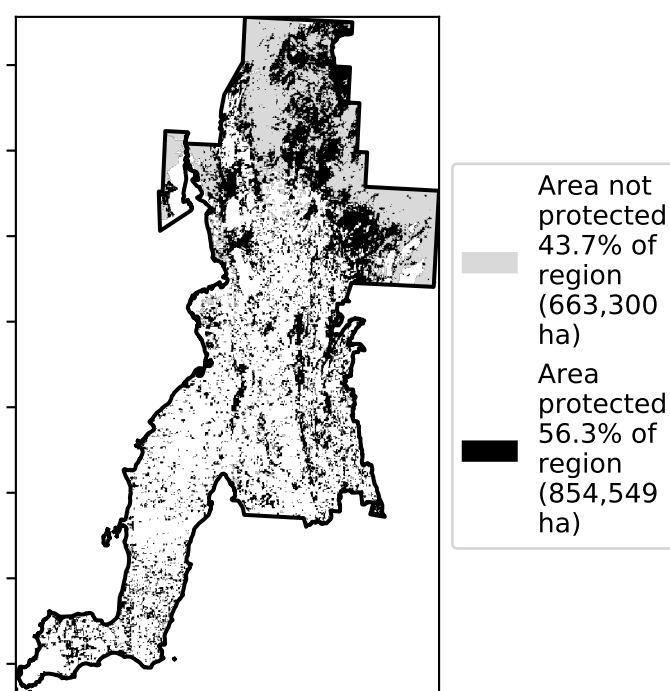 Area not
protected
43.7% of
region
(663,300
ha)
Area
protected
56.3% of
region
(854,549
ha)